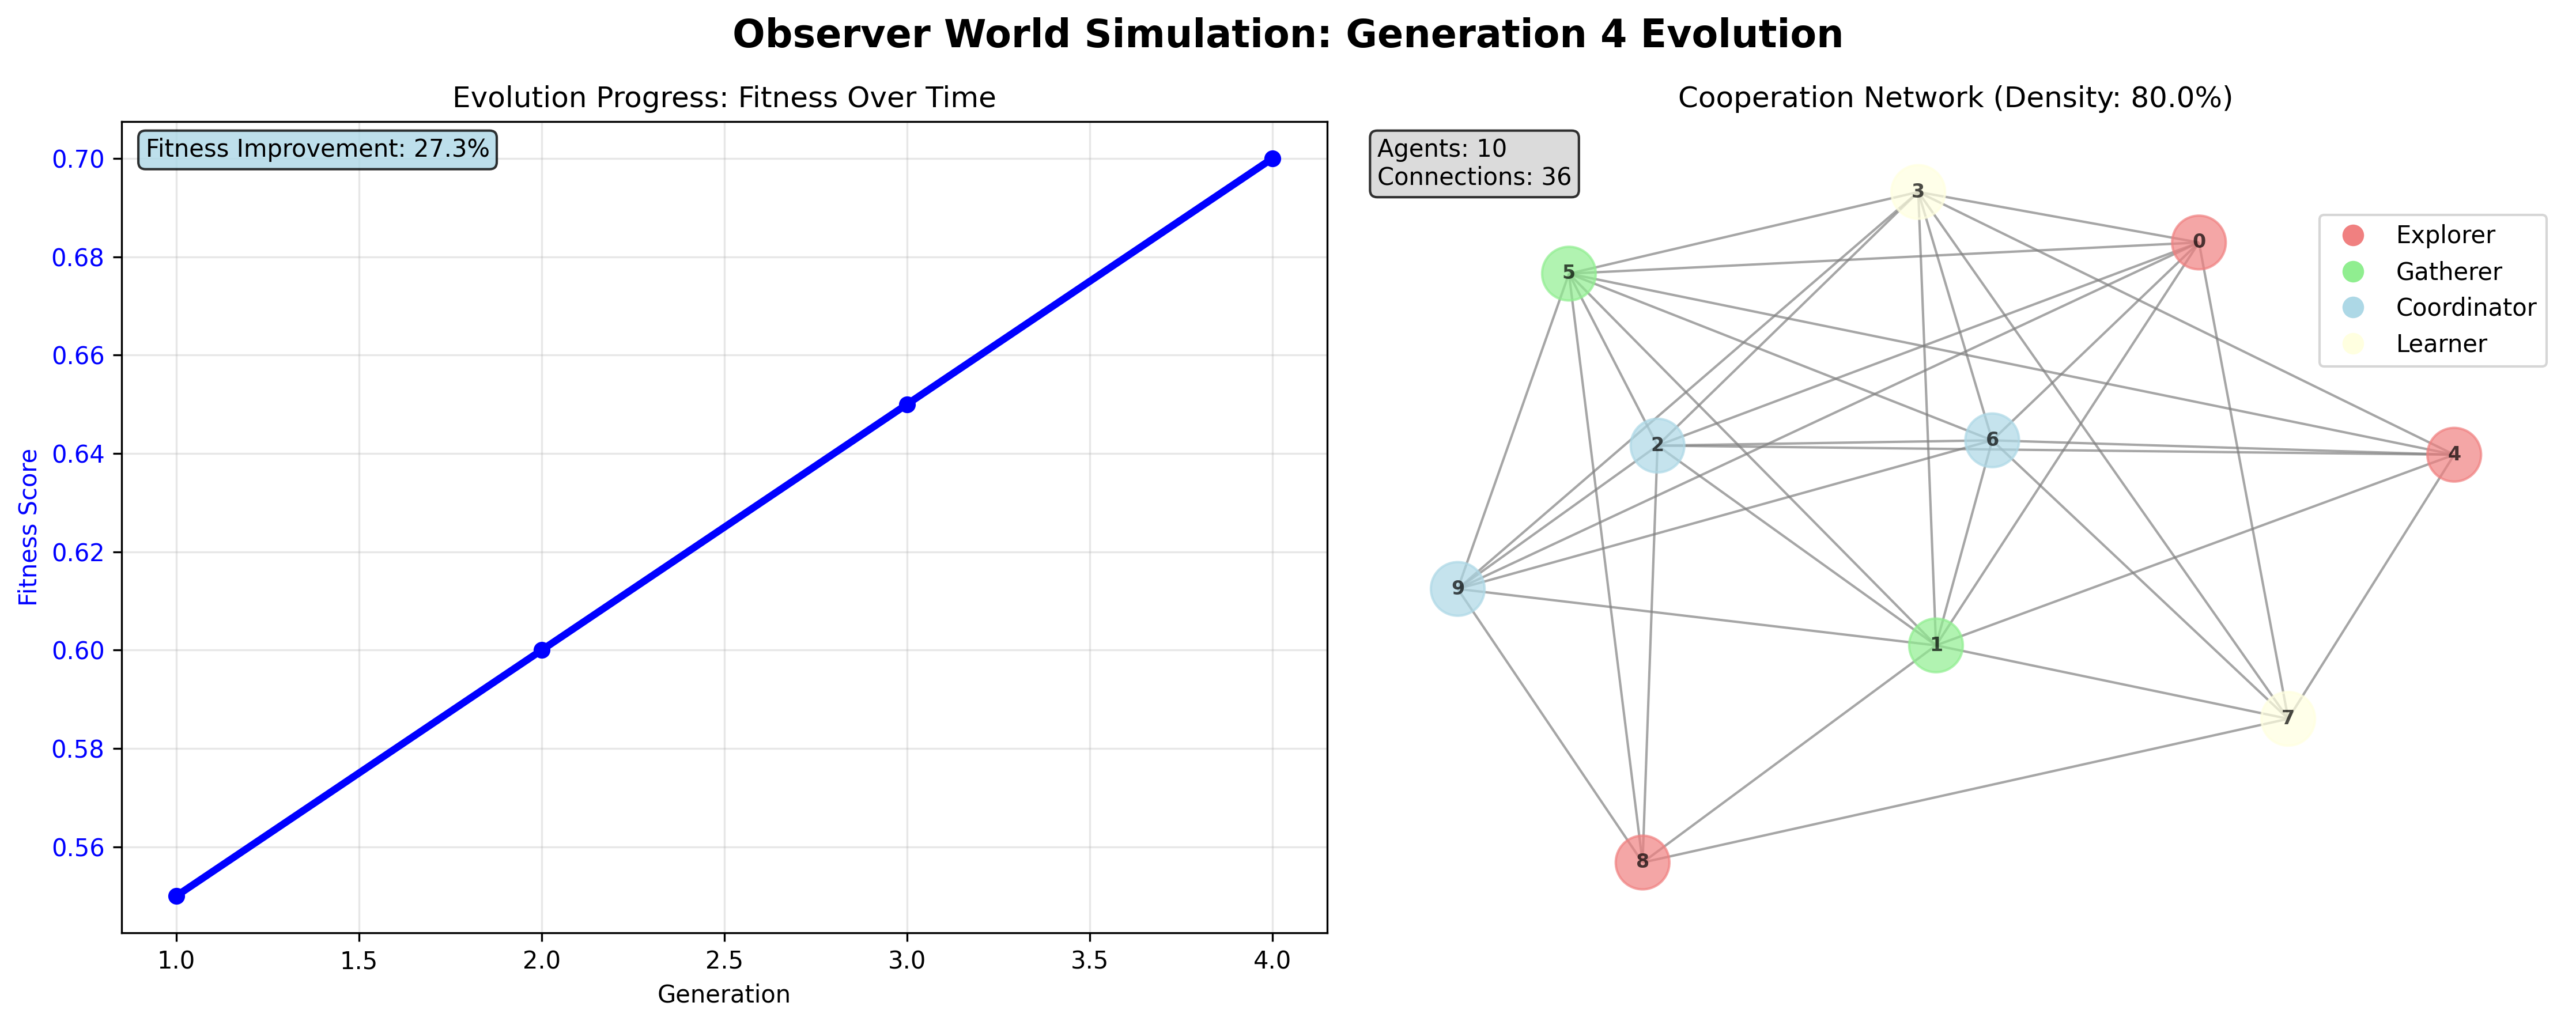 Observer World Simulation: Generation 4 Evolution
Evolution Progress: Fitness Over Time
Fitness Improvement: 27.3%
0.70
0.68
0.66
0.64
0.62
0.60
0.58
0.56
Fitness Score
1.0 1.5 2.0 2.5 3.0 3.5 4.0
Generation
Cooperation Network (Density: 80.0%)
Agents: 10
Connections: 36
Explorer
Gatherer
Coordinator
Learner
3
0
5
2
6
4
9
1
7
8